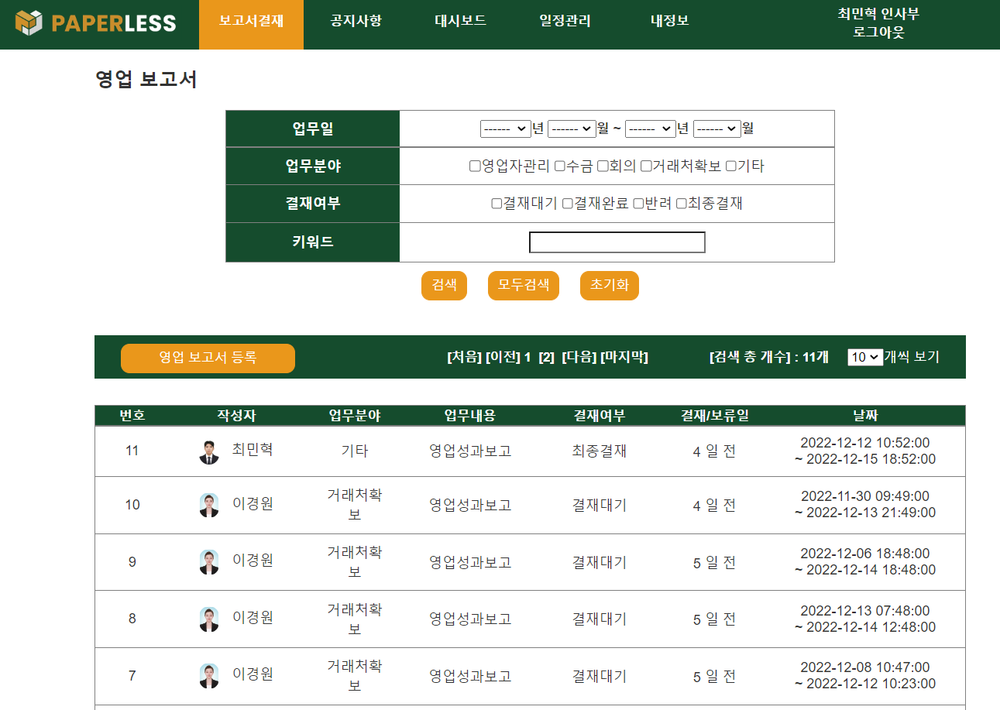 PAPERLESS 보고서결재 공지사항 대시보드 일정관리 내정보 최민혁 인사부
로그아웃
영업 보고서
업무일 ------ 년 ------ 월 ~ ------ 년 ------ 월
업무분야 영업자관리 수금 회의 거래처확보 기타
결재여부 결재대기 결재완료 반려 최종결재
키워드
검색 모두검색 초기화
영업 보고서 등록 [처음] [이전] 1 [2] [다음] [마지막] [검색 총 개수] : 11개 10 개씩 보기
번호 작성자 업무분야 업무내용 결재여부 결재/보류일 날짜
11 최민혁 기타 영업성과보고 최종결재 4 일 전 2022-12-12 10:52:00
~ 2022-12-15 18:52:00
10 이경원 거래처확
보 영업성과보고 결재대기 4 일 전 2022-11-30 09:49:00
~ 2022-12-13 21:49:00
9 이경원 거래처확
보 영업성과보고 결재대기 5 일 전 2022-12-06 18:48:00
~ 2022-12-14 18:48:00
8 이경원 거래처확
보 영업성과보고 결재대기 5 일 전 2022-12-13 07:48:00
~ 2022-12-14 12:48:00
7 이경원 거래처확
보 영업성과보고 결재대기 5 일 전 2022-12-08 10:47:00
~ 2022-12-12 10:23:00